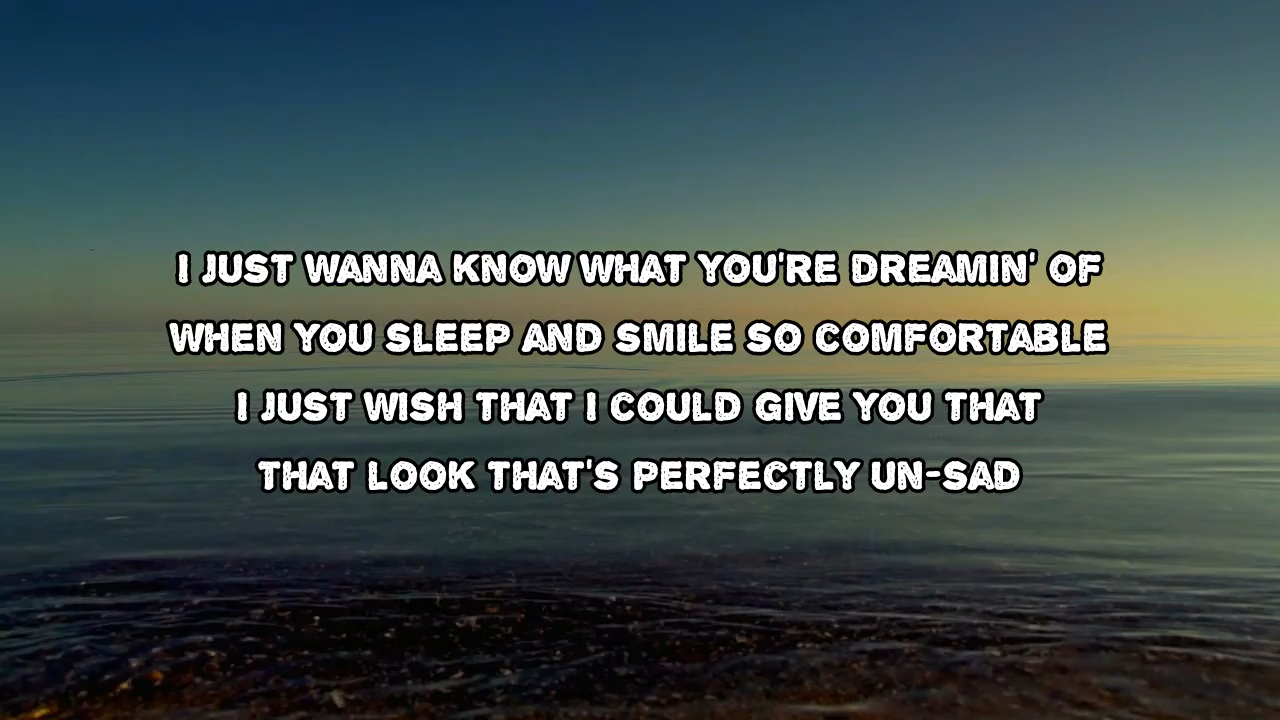 I JUST WANNA KNOW WHAT YOU'RE DREAMIN' OF
WHEN YOU SLEEP AND SMILE SO COMFORTABLE
I JUST WISH THAT I COULD GIVE YOU THAT
THAT LOOK THAT'S PERFECTLY UN-SAD